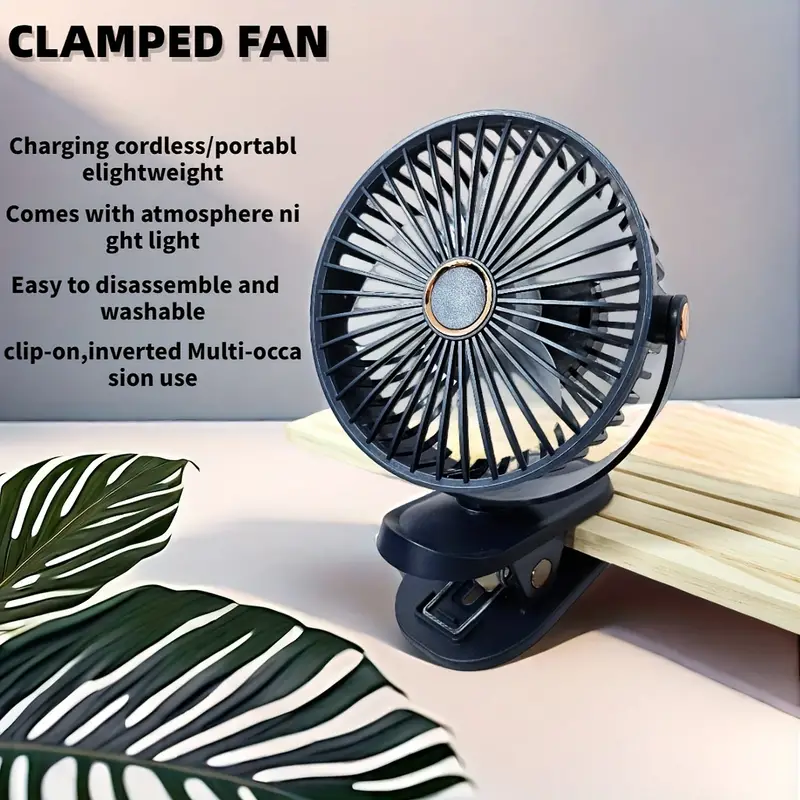 CLAMPED FAN
Charging cordless/portabl
elightweight
Comes with atmosphere ni
ght light
Easy to disassemble and
washable
clip-on,inverted Multi-occa
sion use